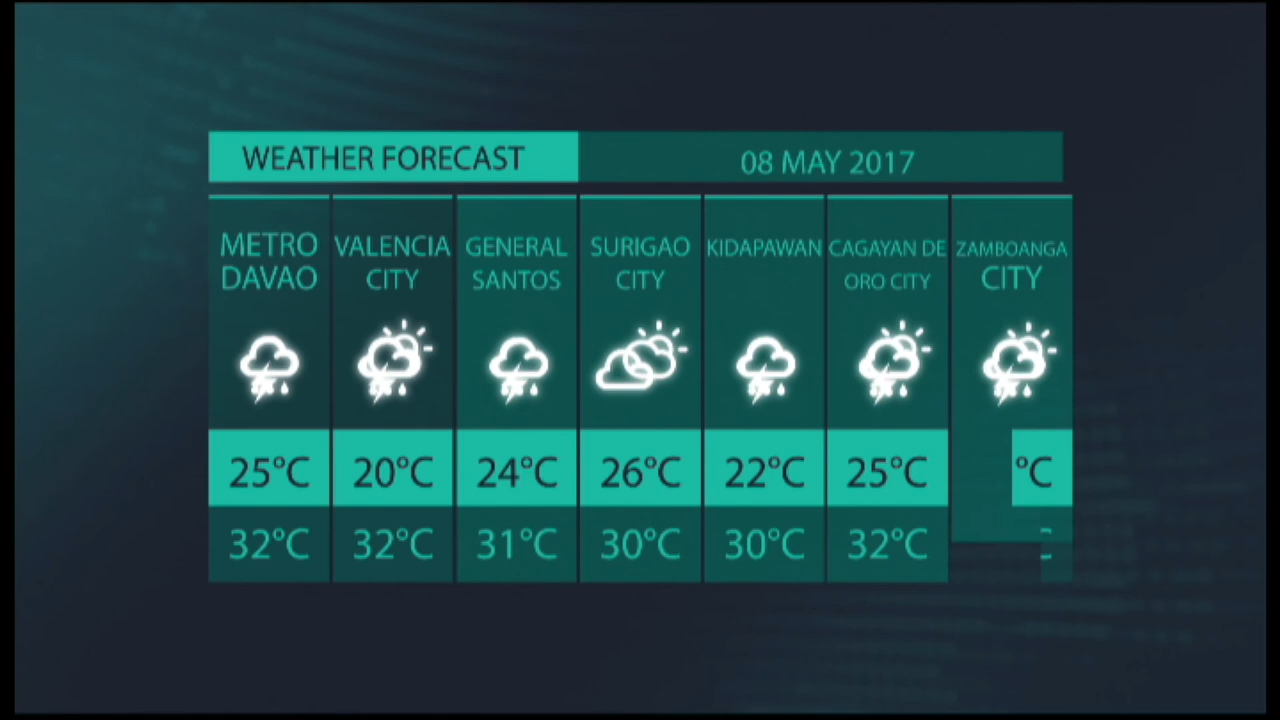 WEATHER FORECAST
08 MAY 2017
METRO
DAVAO
VALENCIA
CITY
GENERAL
SANTOS
SURIGAO
CITY
KIDAPAWAN
CAGAYAN DE
ORO CITY
ZAMBOANGA
CITY
25°C
20°C
24°C
26°C
22°C
25°C
°C
32°C
32°C
31°C
30°C
30°C
32°C